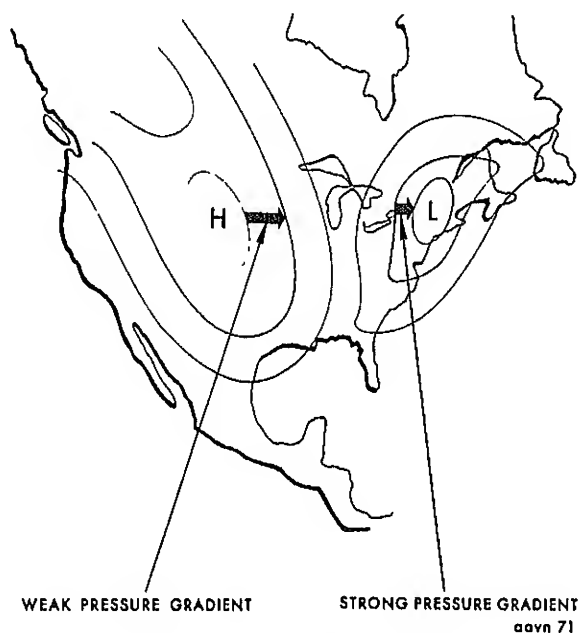 H
L
WEAK PRESSURE GRADIENT
STRONG PRESSURE GRADIENT
aavn 71